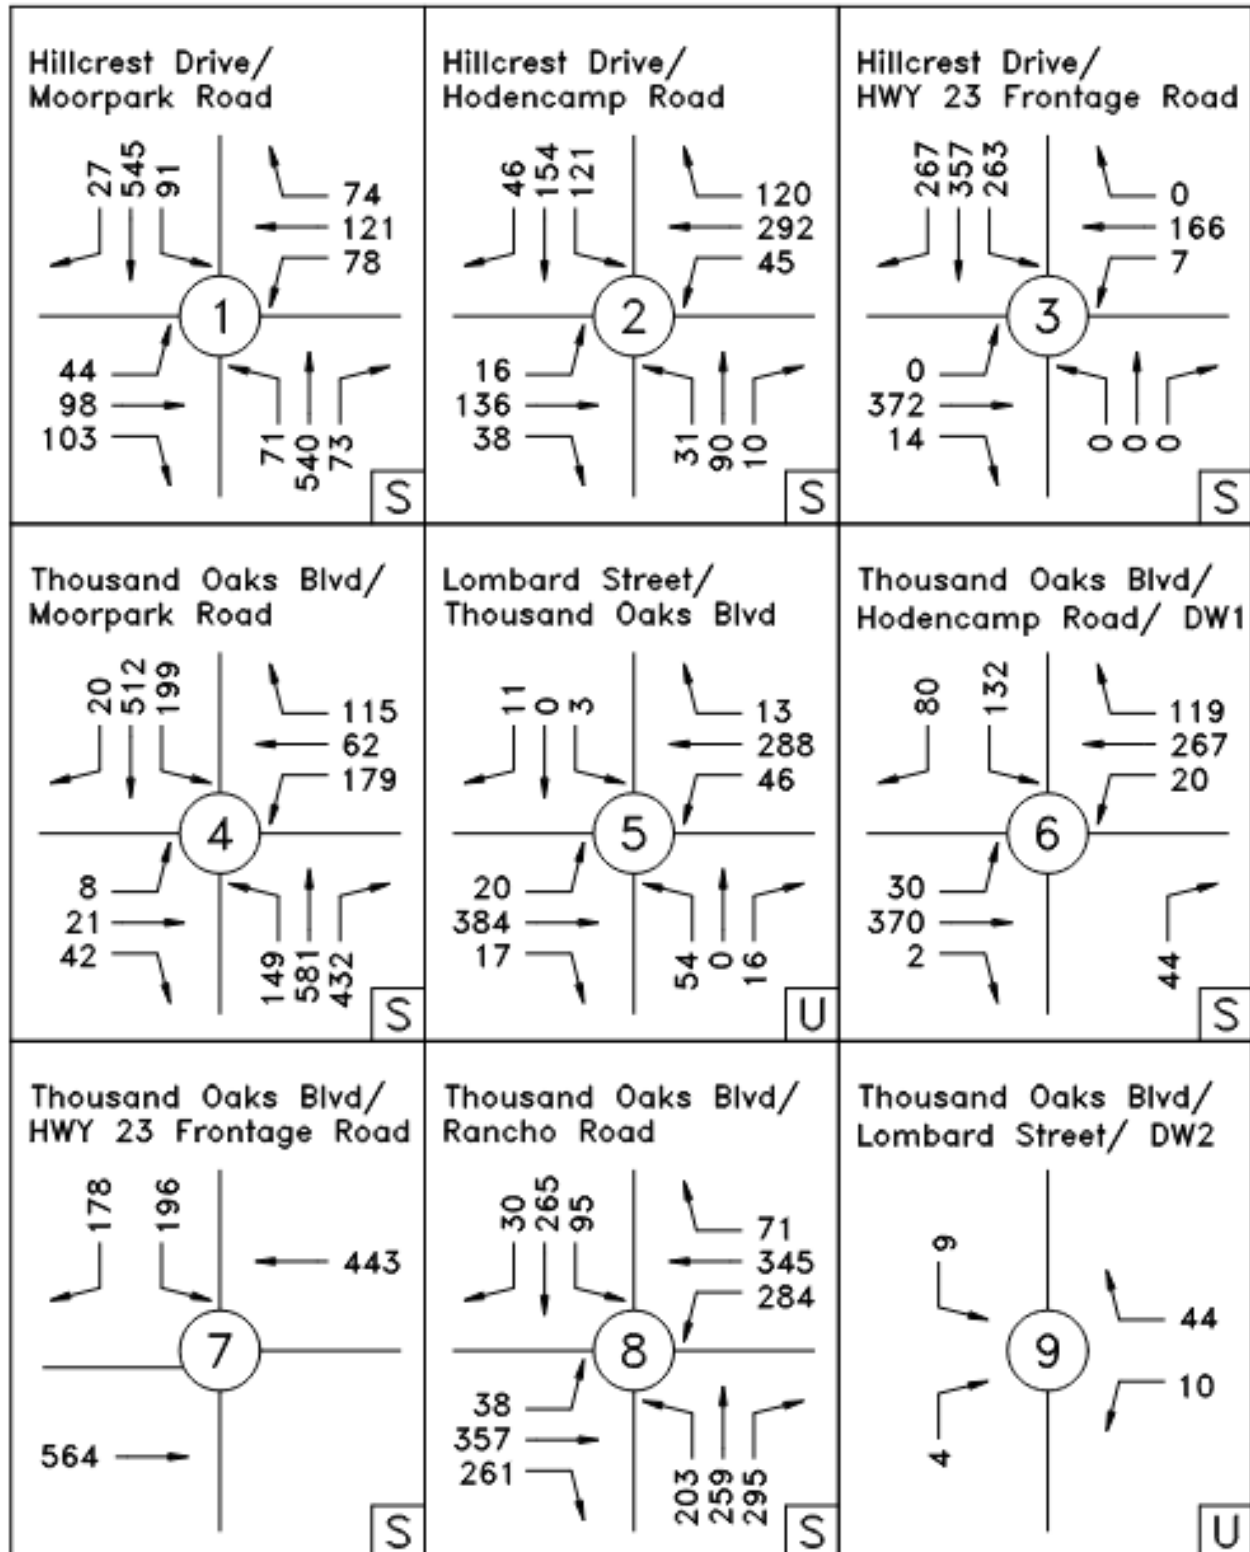 Hillcrest Drive/
Moorpark Road
27 545 91
74
121
78
1
44
98
103
71 540 73
S
Hillcrest Drive/
Hodencamp Road
46 154 121
120
292
45
2
16
136
38
31 90 10
S
Hillcrest Drive/
HWY 23 Frontage Road
267 357 263
0
166
7
3
0
372
14
0 0 0
S
Thousand Oaks Blvd/
Moorpark Road
20 512 199
115
62
179
4
8
21
42
149 581 432
S
Lombard Street/
Thousand Oaks Blvd
11 0 3
13
288
46
5
20
384
17
54 0 16
U
Thousand Oaks Blvd/
Hodencamp Road/ DW1
80 132
119
267
20
6
30
370
2
44
S
Thousand Oaks Blvd/
HWY 23 Frontage Road
178 196
443
7
564
S
Thousand Oaks Blvd/
Rancho Road
30 265 95
71
345
284
8
38
357
261
203 259 295
S
Thousand Oaks Blvd/
Lombard Street/ DW2
9
44
9
10
4
U